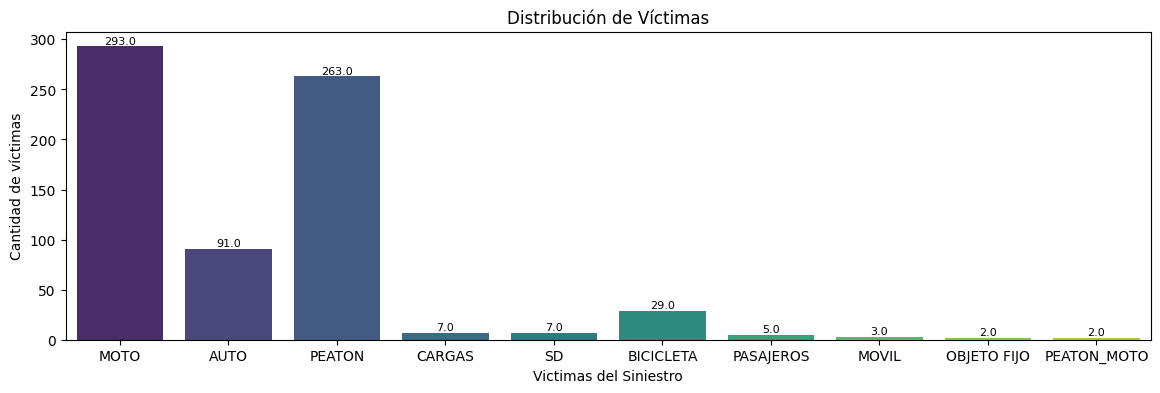 Distribución de Víctimas
Cantidad de víctimas
300
250
200
150
100
50
0
293.0
91.0
263.0
7.0
7.0
29.0
5.0
3.0
2.0
2.0
MOTO
AUTO
PEATON
CARGAS
SD
BICICLETA
PASAJEROS
MOVIL
OBJETO FIJO
PEATON_MOTO
Victimas del Siniestro